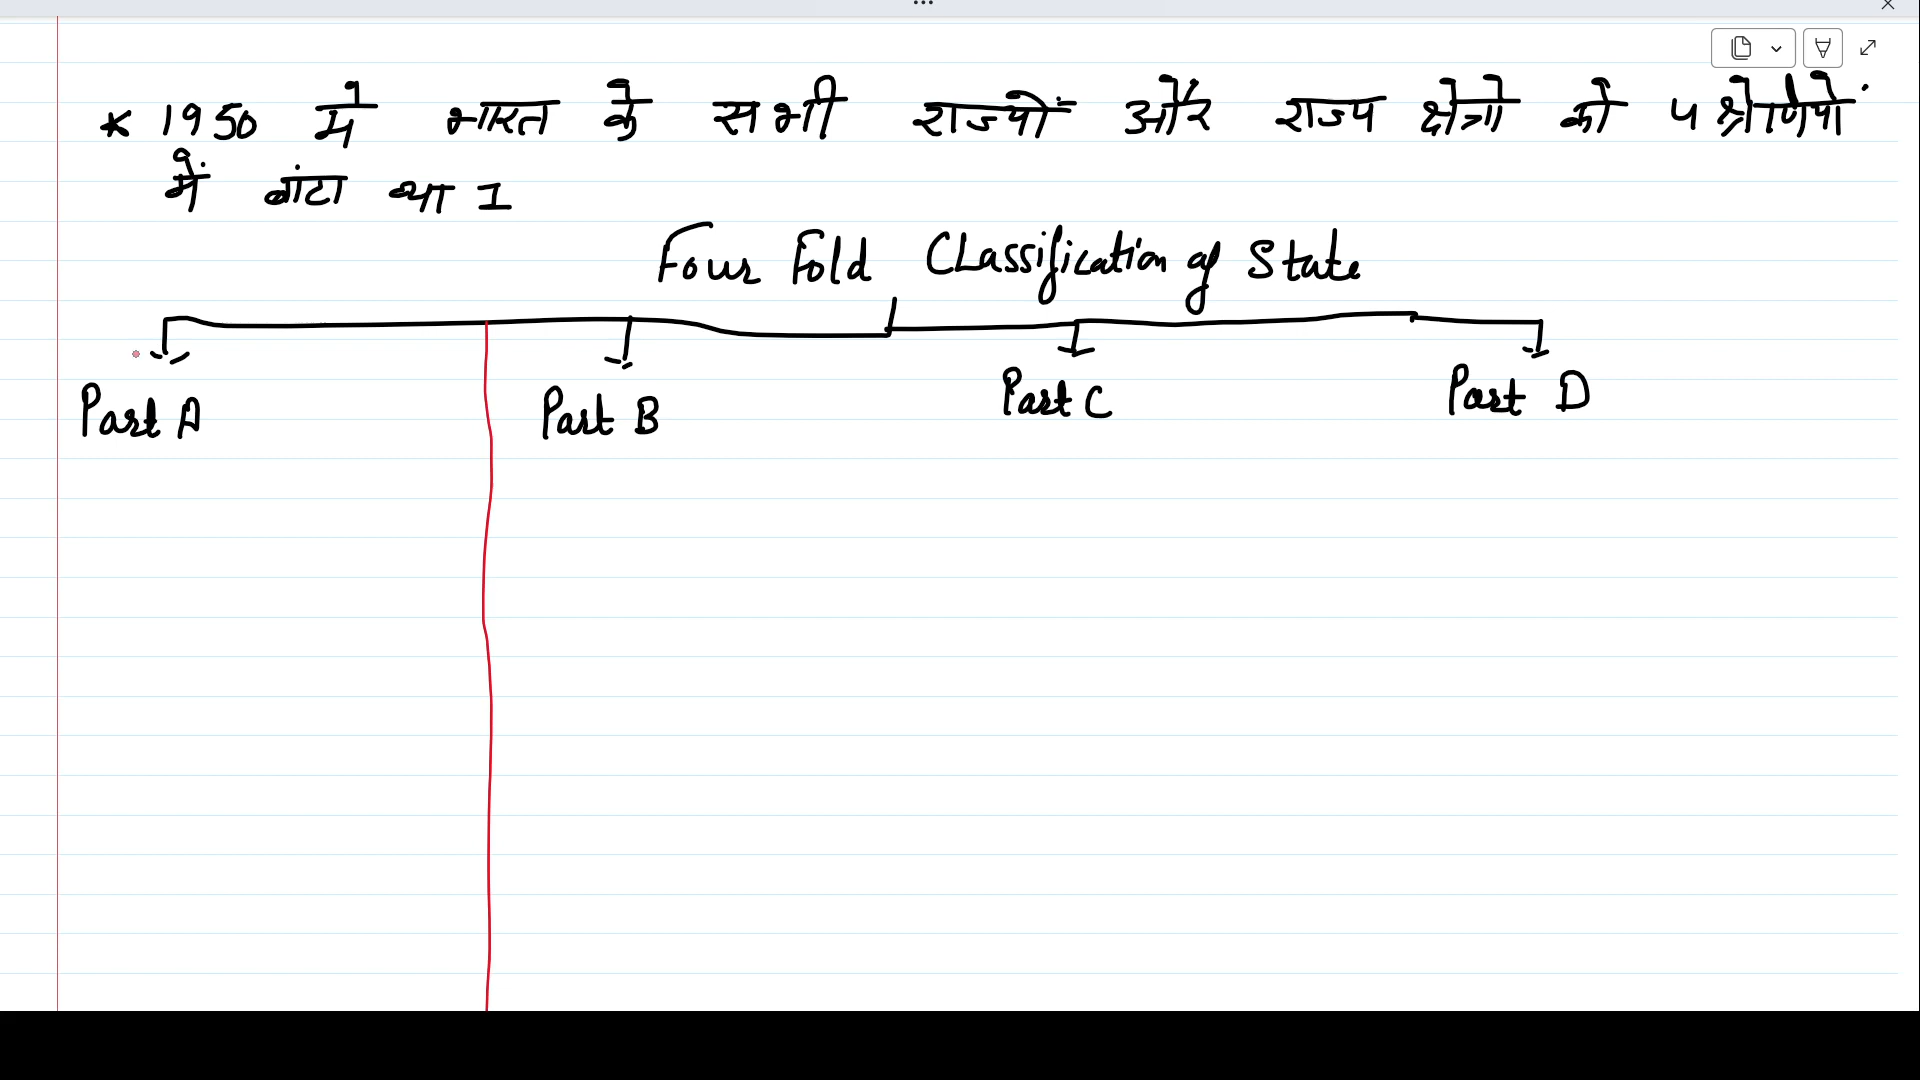 * 1950 में भारत के सभी राज्यों और राज्य क्षेत्रो को 4 श्रेणियों
में बांटा था I
Four Fold Classification of State
Part A Part B Part C Part D